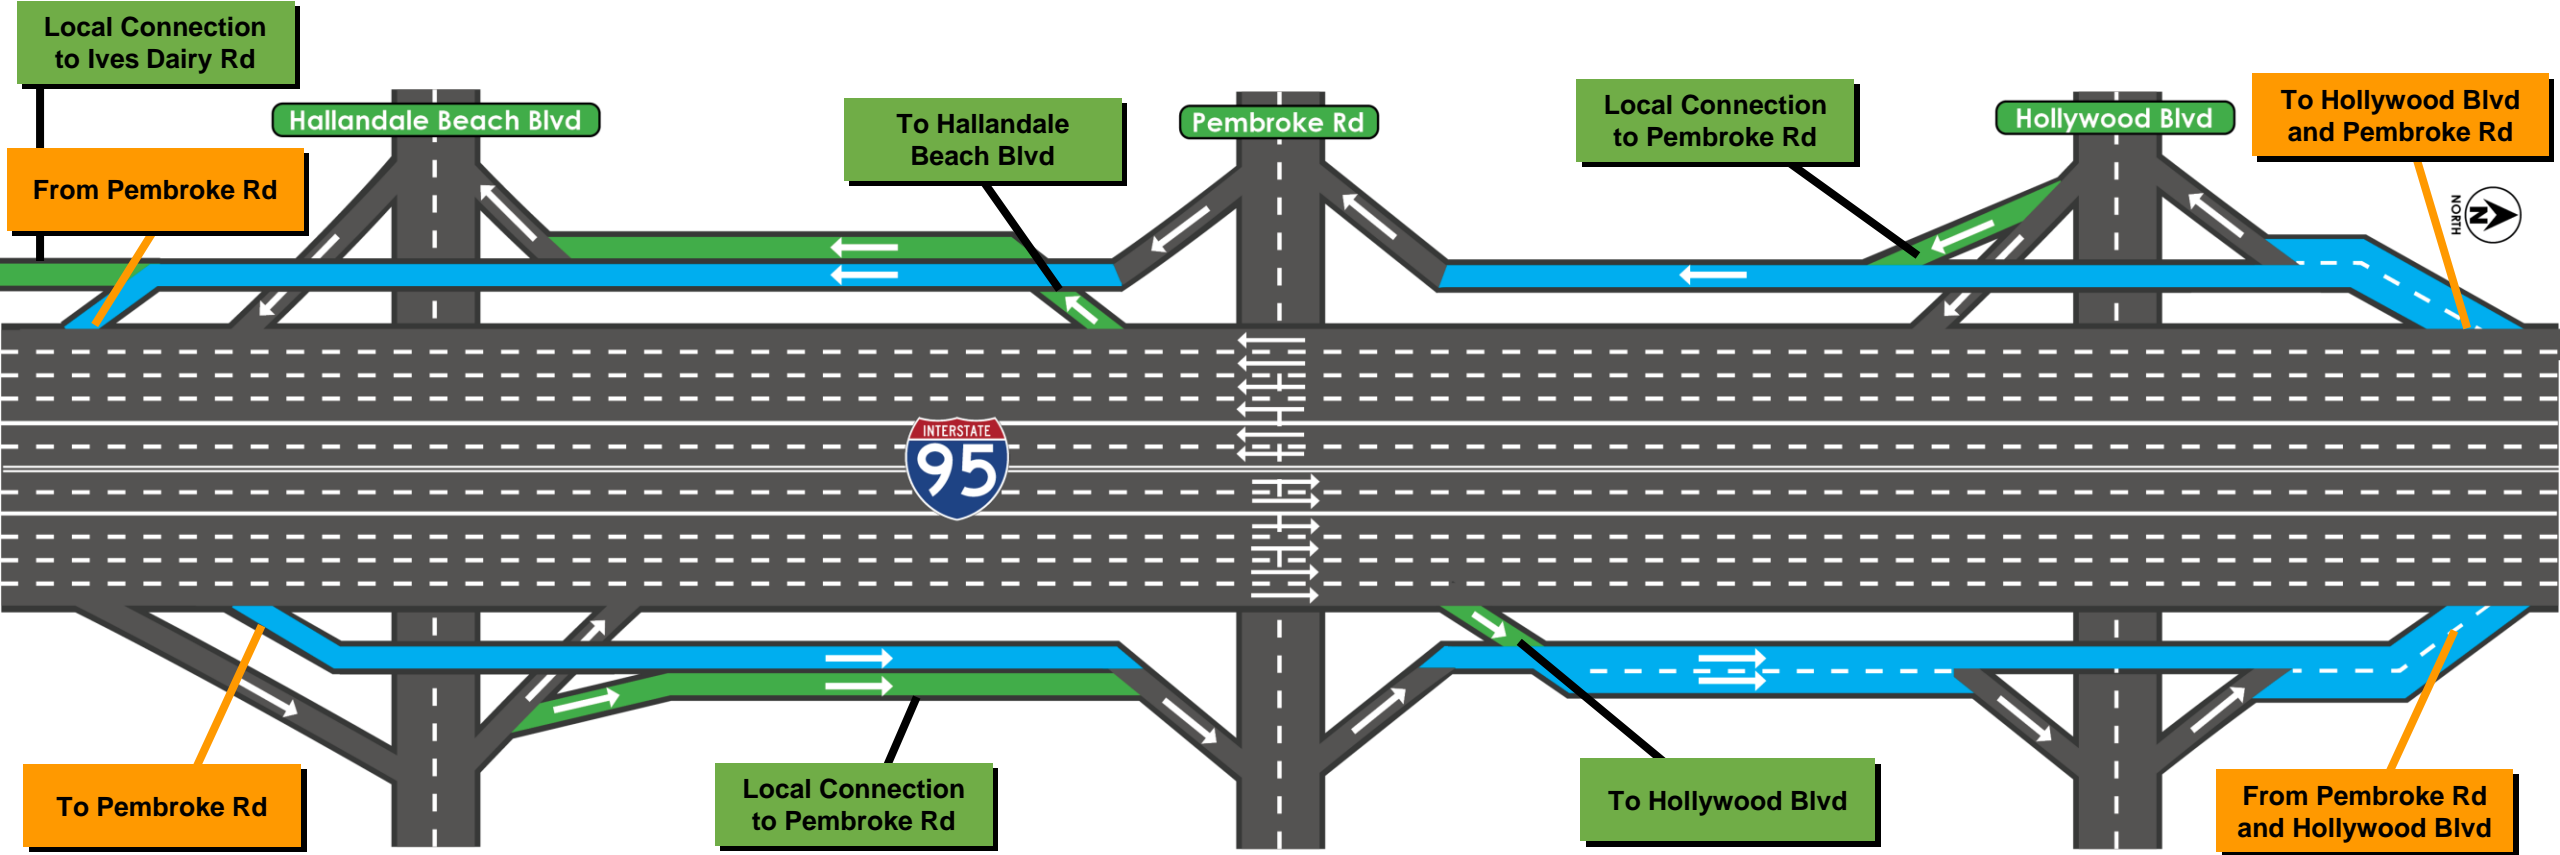 Local Connection
to Ives Dairy Rd
Hallandale Beach Blvd
To Hallandale
Beach Blvd
Pembroke Rd
Local Connection
to Pembroke Rd
Hollywood Blvd
To Hollywood Blvd
and Pembroke Rd
From Pembroke Rd
N
NORTH
INTERSTATE
95
To Pembroke Rd
Local Connection
to Pembroke Rd
To Hollywood Blvd
From Pembroke Rd
and Hollywood Blvd